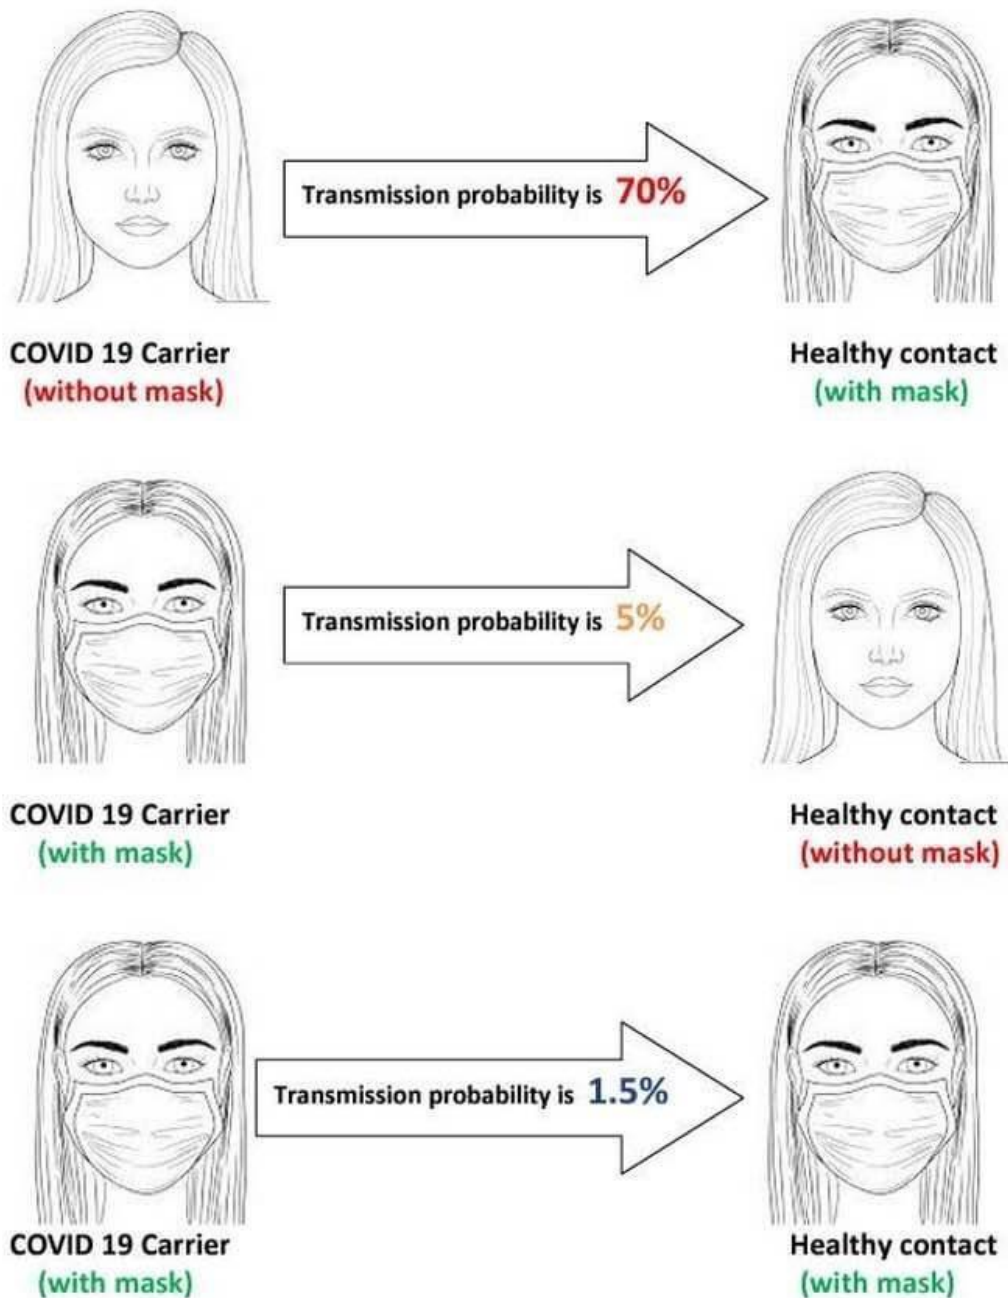 Transmission probability is 70%
COVID 19 Carrier
(without mask)
Healthy contact
(with mask)
Transmission probability is 5%
COVID 19 Carrier
(with mask)
Healthy contact
(without mask)
Transmission probability is 1.5%
COVID 19 Carrier
(with mask)
Healthy contact
(with mask)